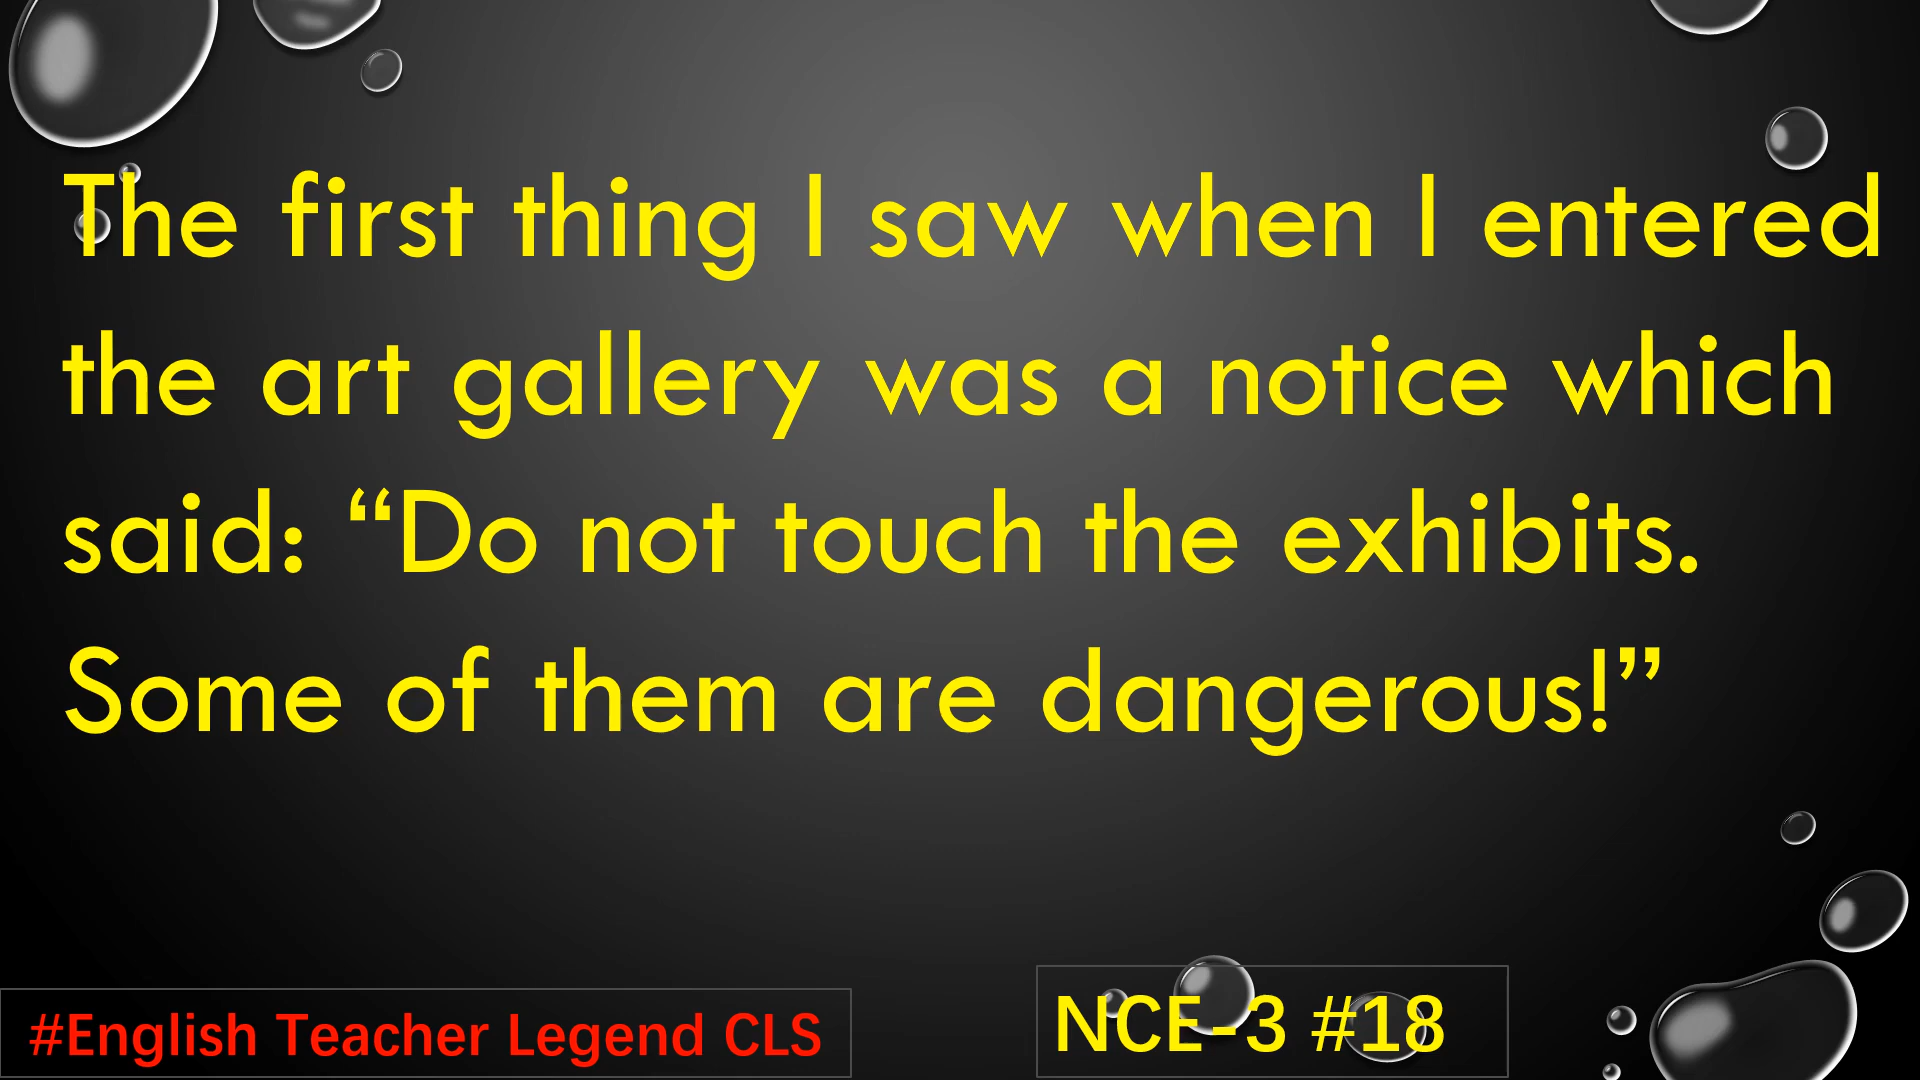 The first thing I saw when I entered
the art gallery was a notice which
said: “Do not touch the exhibits.
Some of them are dangerous!”
#English Teacher Legend CLS
NCE-3 #18